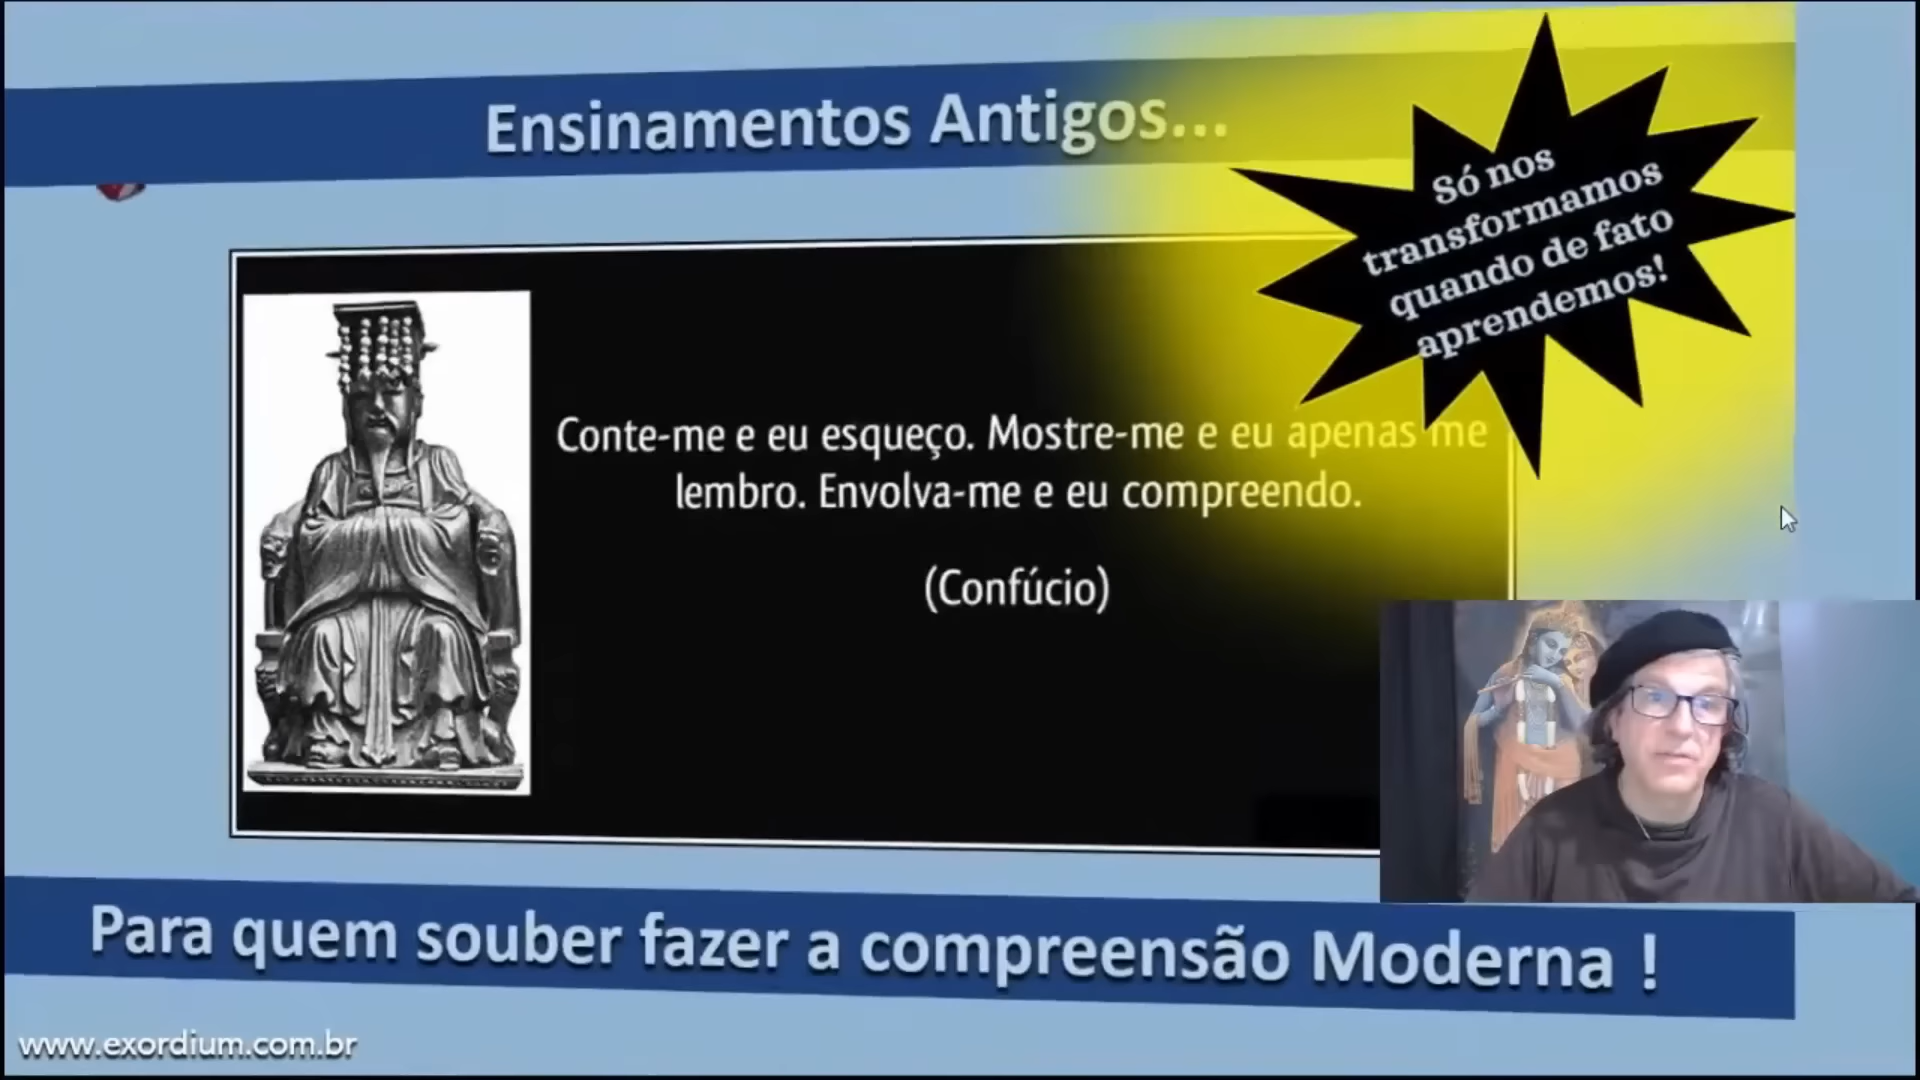 Ensinamentos Antigos...
Só nos
transformamos
quando de fato
aprendemos!
Conte-me e eu esqueço. Mostre-me e eu apenas me
lembro. Envolva-me e eu compreendo.
(Confúcio)
Para quem souber fazer a compreensão Moderna !
www.exordium.com.br